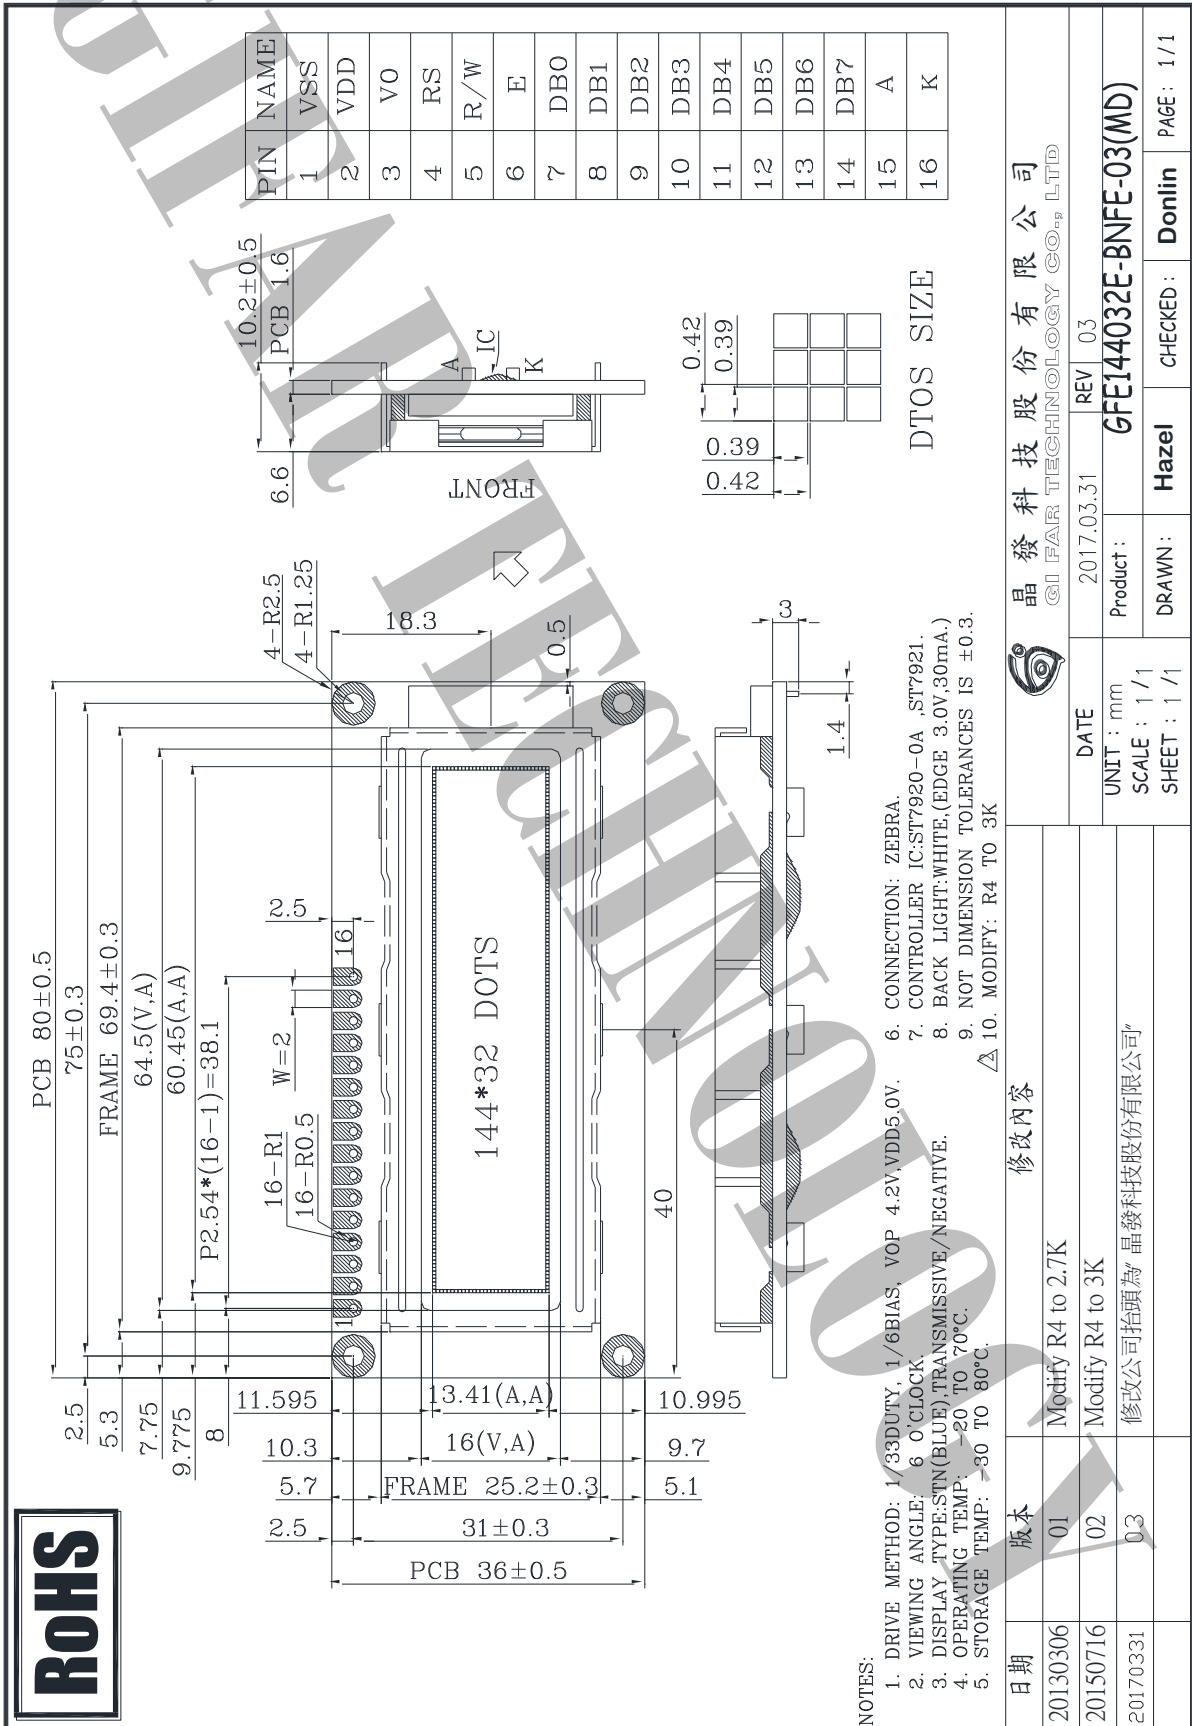 RoHS
PCB 80±0.5
75±0.3
FRAME 69.4±0.3
64.5(V,A)
60.45(A,A)
P2.54*(16-1)=38.1
2.5
5.3
7.75
9.775
8
16-R1
16-R0.5
W=2
2.5
1
16
4-R2.5
4-R1.25
18.3
0.5
144*32 DOTS
40
11.595
13.41(A,A)
10.995
10.3
16(V,A)
9.7
5.7
FRAME 25.2±0.3
5.1
2.5
31±0.3
PCB 36±0.5
3
1.4
10.2±0.5
PCB 1.6
6.6
A
IC
K
FRONT
0.42
0.39
0.39
0.42
DTOS SIZE
PIN NAME
1 VSS
2 VDD
3 VO
4 RS
5 R/W
6 E
7 DB0
8 DB1
9 DB2
10 DB3
11 DB4
12 DB5
13 DB6
14 DB7
15 A
16 K
NOTES:
1. DRIVE METHOD: 1/33DUTY, 1/6BIAS, VOP 4.2V,VDD5.0V.
2. VIEWING ANGLE: 6 O'CLOCK.
3. DISPLAY TYPE:STN(BLUE),TRANSMISSIVE/NEGATIVE.
4. OPERATING TEMP: -20 TO 70°C.
5. STORAGE TEMP: -30 TO 80°C.
6. CONNECTION: ZEBRA.
7. CONTROLLER IC:ST7920-0A ,ST7921.
8. BACK LIGHT:WHITE,(EDGE 3.0V,30mA.)
9. NOT DIMENSION TOLERANCES IS ±0.3.
2 10. MODIFY: R4 TO 3K
日期 版本 修改內容
20130306 01 Modify R4 to 2.7K
20150716 02 Modify R4 to 3K
20170331 03 修改公司抬頭為"晶發科技股份有限公司"
晶發科技股份有限公司
GI FAR TECHNOLOGY CO., LTD
DATE 2017.03.31 REV 03
UNIT : mm
SCALE : 1 /1
SHEET : 1 /1
Product : GFE144032E-BNFE-03(MD)
DRAWN : Hazel CHECKED : Donlin PAGE : 1/1
GI FAR TECHNOLOGY